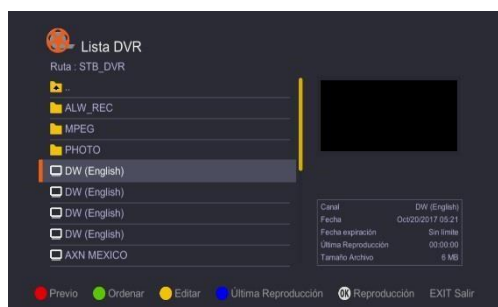 Lista DVR
Ruta : STB_DVR
..
ALW_REC
MPEG
PHOTO
DW (English)
DW (English)
DW (English)
DW (English)
AXN MEXICO
Canal DW (English)
Fecha Oct/20/2017 05:21
Fecha expiración Sin límite
Última Reproducción 00:00:00
Tamaño Archivo 6 MB
Previo Ordenar Editar Última Reproducción OK Reproducción EXIT Salir